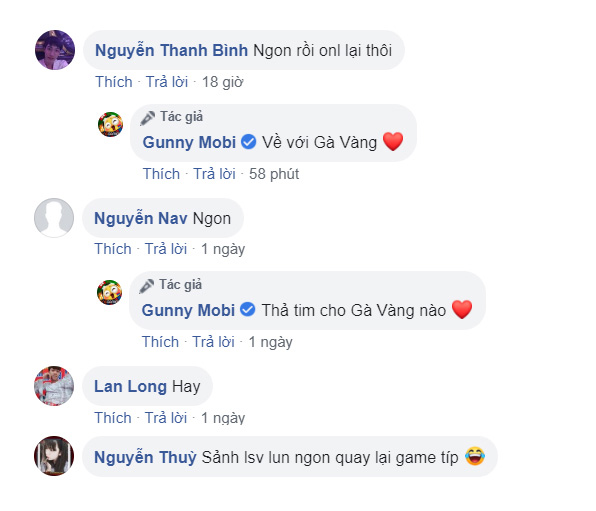 Nguyễn Thanh Bình Ngon rồi onl lại thôi
Thích · Trả lời · 18 giờ
Tác giả
Gunny Mobi Về với Gà Vàng ❤️
Thích · Trả lời · 58 phút
Nguyễn Nav Ngon
Thích · Trả lời · 1 ngày
Tác giả
Gunny Mobi Thả tim cho Gà Vàng nào ❤️
Thích · Trả lời · 1 ngày
Lan Long Hay
Thích · Trả lời · 1 ngày
Nguyễn Thuỳ Sảnh lsv lun ngon quay lại game típ 😂